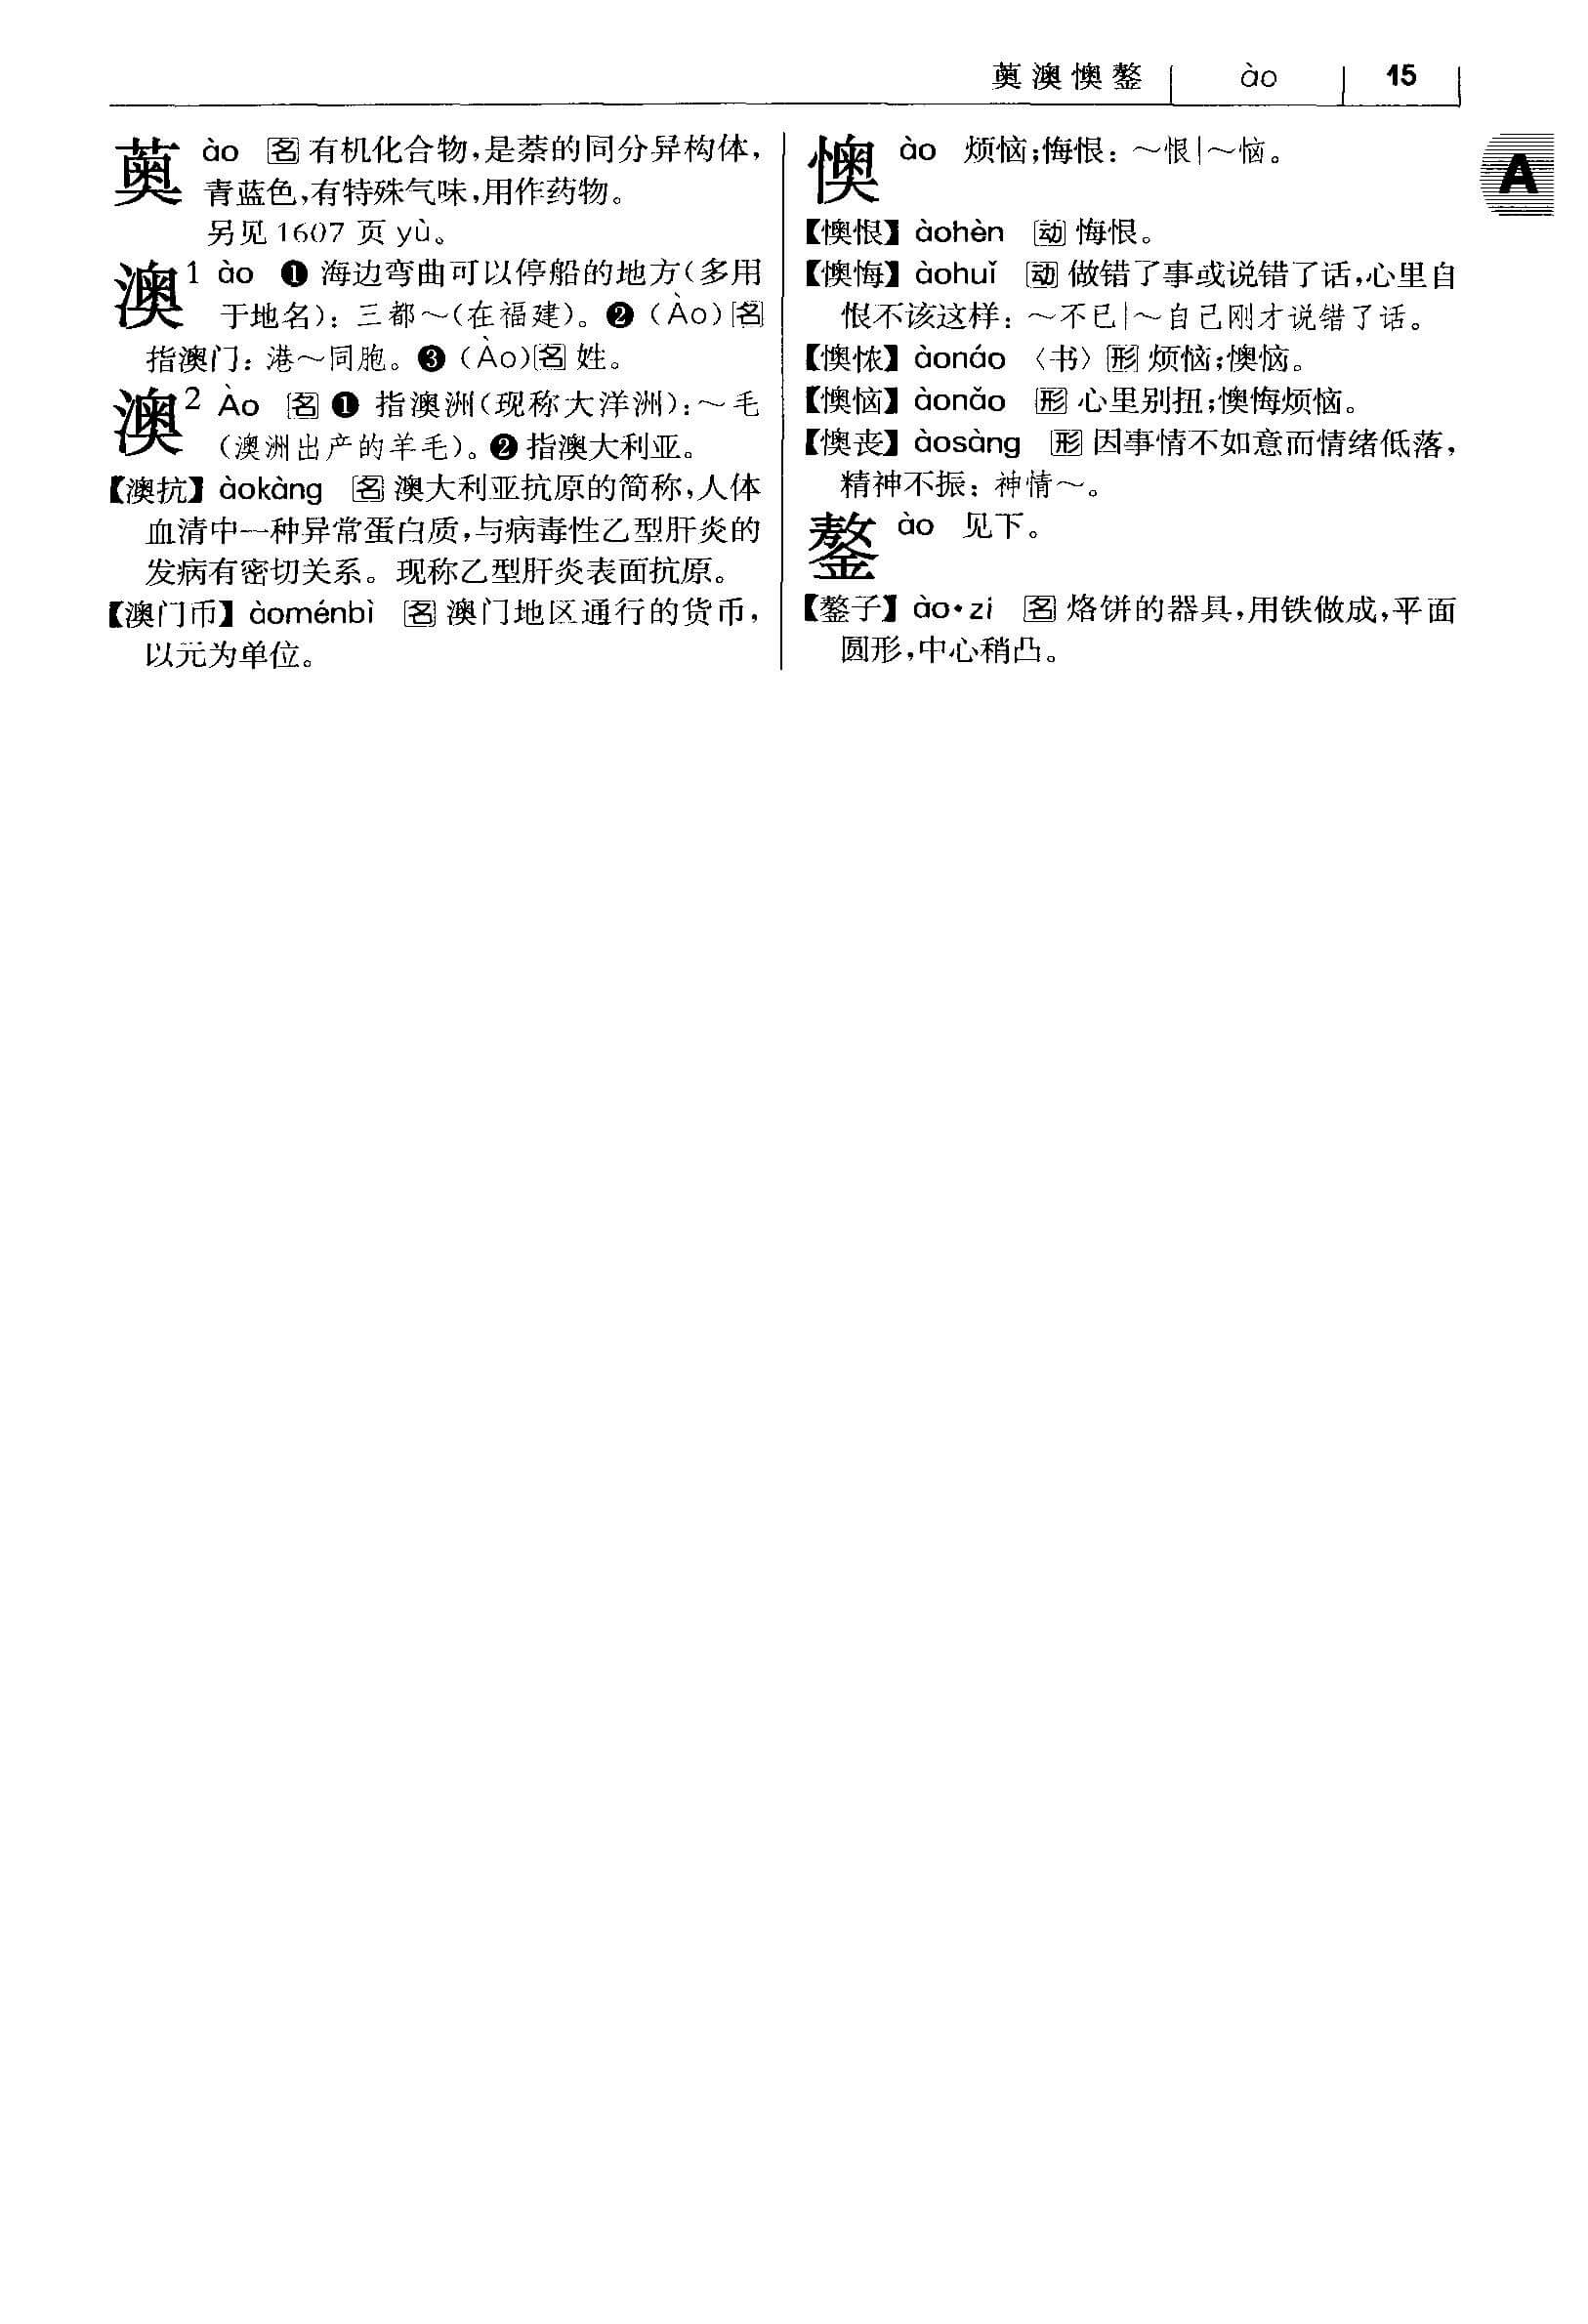 薁澳懊鏊 ào 15
薁 ào 名 有机化合物,是萘的同分异构体,
青蓝色,有特殊气味,用作药物。
另见 1607 页 yù。
澳1 ào ❶ 海边弯曲可以停船的地方(多用
于地名):三都～(在福建)。❷(Ào)名
指澳门:港～同胞。❸(Ào)名 姓。
澳2 Ào 名 ❶ 指澳洲(现称大洋洲):～毛
(澳洲出产的羊毛)。❷ 指澳大利亚。
【澳抗】àokàng 名 澳大利亚抗原的简称,人体
血清中一种异常蛋白质,与病毒性乙型肝炎的
发病有密切关系。现称乙型肝炎表面抗原。
【澳门币】àoménbì 名 澳门地区通行的货币,
以元为单位。
懊 ào 烦恼;悔恨:～恨|～恼。
【懊恨】àohèn 动 悔恨。
【懊悔】àohuǐ 动 做错了事或说错了话,心里自
恨不该这样:～不已|～自己刚才说错了话。
【懊憹】àonáo 〈书〉形 烦恼;懊恼。
【懊恼】àonǎo 形 心里别扭;懊悔烦恼。
【懊丧】àosàng 形 因事情不如意而情绪低落,
精神不振:神情～。
鏊 ào 见下。
【鏊子】ào•zi 名 烙饼的器具,用铁做成,平面
圆形,中心稍凸。
A